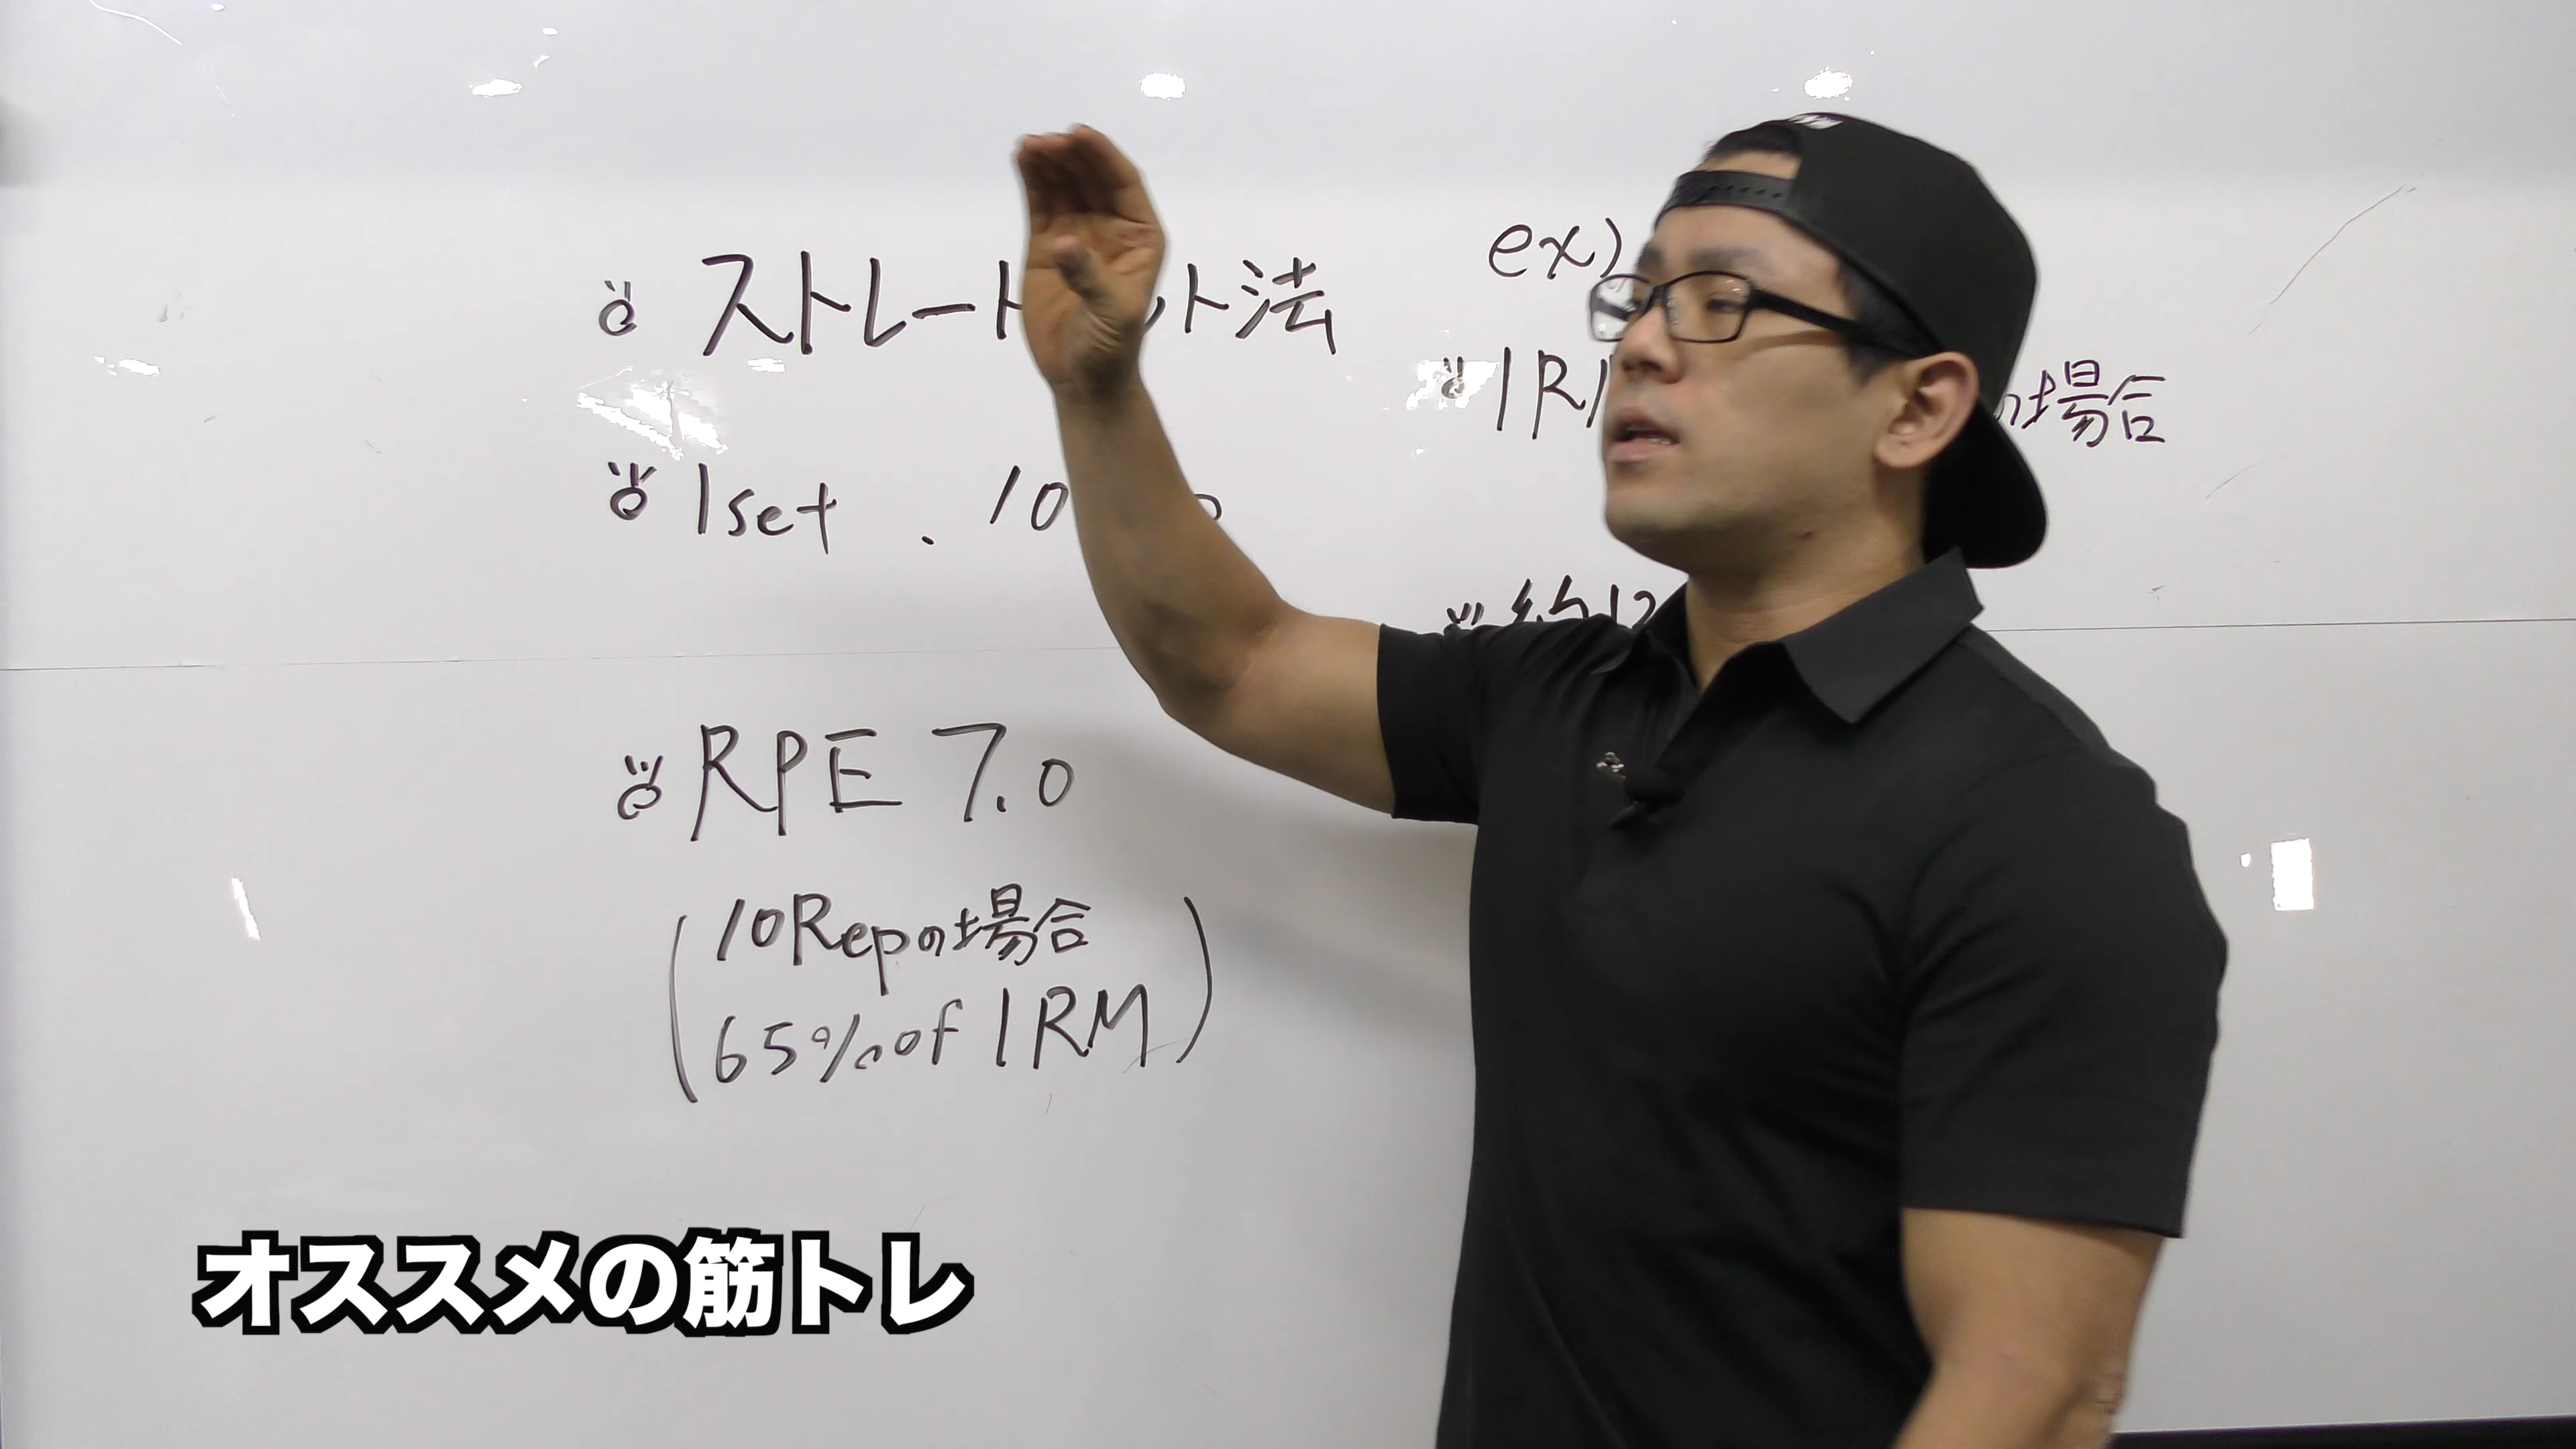 ストレート ット法
1set . 10
RPE 7.0
10Repの場合
65% of 1RM
ex)
1R の場合
約12
オススメの筋トレ